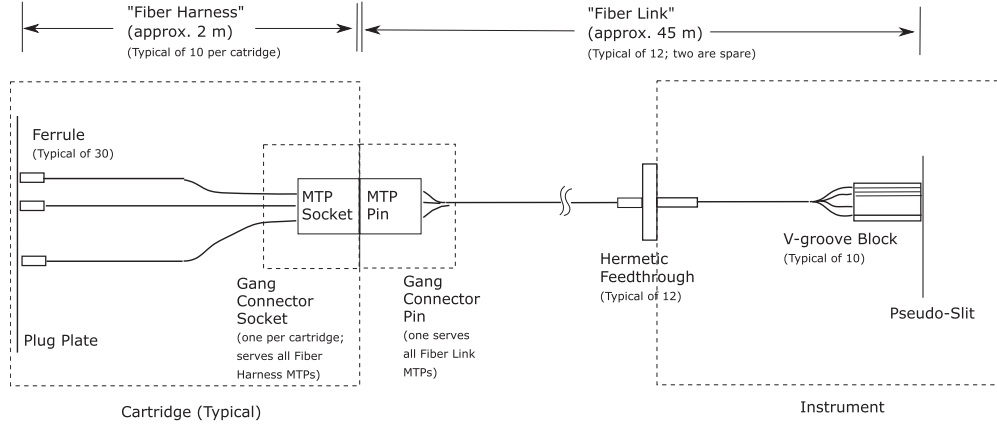 "Fiber Harness"
(approx. 2 m)
(Typical of 10 per catridge)
"Fiber Link"
(approx. 45 m)
(Typical of 12; two are spare)
Ferrule
(Typical of 30)
MTP
Socket
MTP
Pin
V-groove Block
(Typical of 10)
Hermetic
Feedthrough
(Typical of 12)
Gang
Connector
Socket
(one per cartridge;
serves all Fiber
Harness MTPs)
Gang
Connector
Pin
(one serves
all Fiber Link
MTPs)
Pseudo-Slit
Plug Plate
Cartridge (Typical)
Instrument